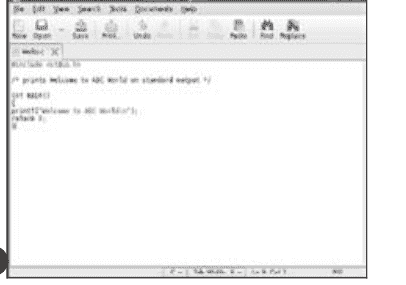 File Edit View Search Tools Documents Help
New Open Save Print... Undo Paste Find Replace
#include <stdio.h>
/* prints Welcome to ABC World on standard output */
int main()
{
printf("Welcome to ABC World\n");
return 0;
}
INS